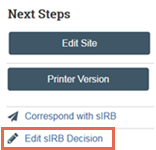 Next Steps
Edit Site
Printer Version
Correspond with sIRB
Edit sIRB Decision